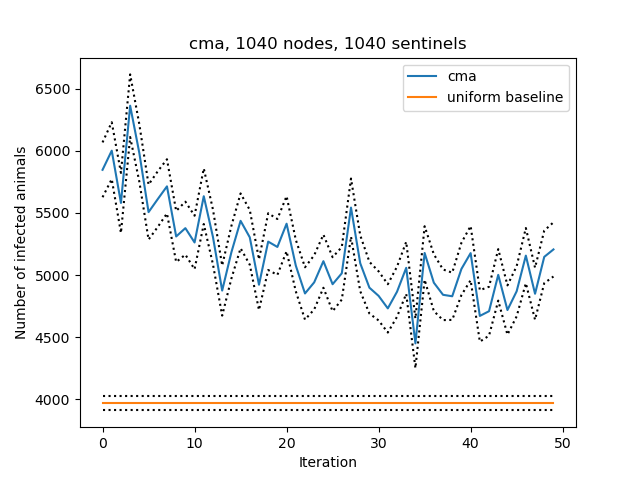 cma, 1040 nodes, 1040 sentinels
cma
uniform baseline
Number of infected animals
6500
6000
5500
5000
4500
4000
0 10 20 30 40 50
Iteration